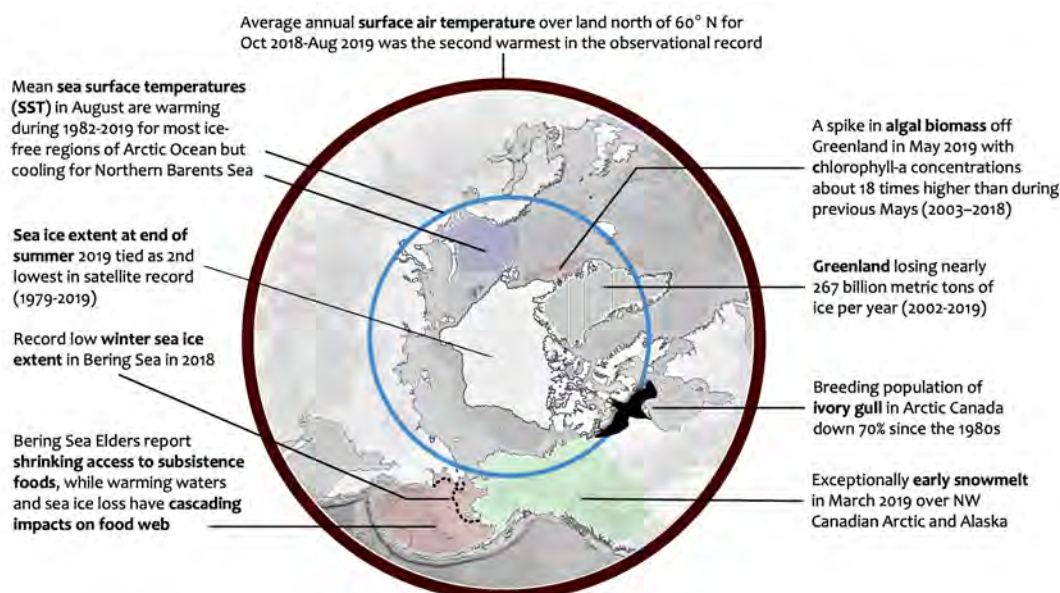 Average annual surface air temperature over land north of 60° N for
Oct 2018-Aug 2019 was the second warmest in the observational record
Mean sea surface temperatures
(SST) in August are warming
during 1982-2019 for most ice-
free regions of Arctic Ocean but
cooling for Northern Barents Sea
Sea ice extent at end of
summer 2019 tied as 2nd
lowest in satellite record
(1979-2019)
Record low winter sea ice
extent in Bering Sea in 2018
Bering Sea Elders report
shrinking access to subsistence
foods, while warming waters
and sea ice loss have cascading
impacts on food web
A spike in algal biomass off
Greenland in May 2019 with
chlorophyll-a concentrations
about 18 times higher than during
previous Mays (2003–2018)
Greenland losing nearly
267 billion metric tons of
ice per year (2002-2019)
Breeding population of
ivory gull in Arctic Canada
down 70% since the 1980s
Exceptionally early snowmelt
in March 2019 over NW
Canadian Arctic and Alaska